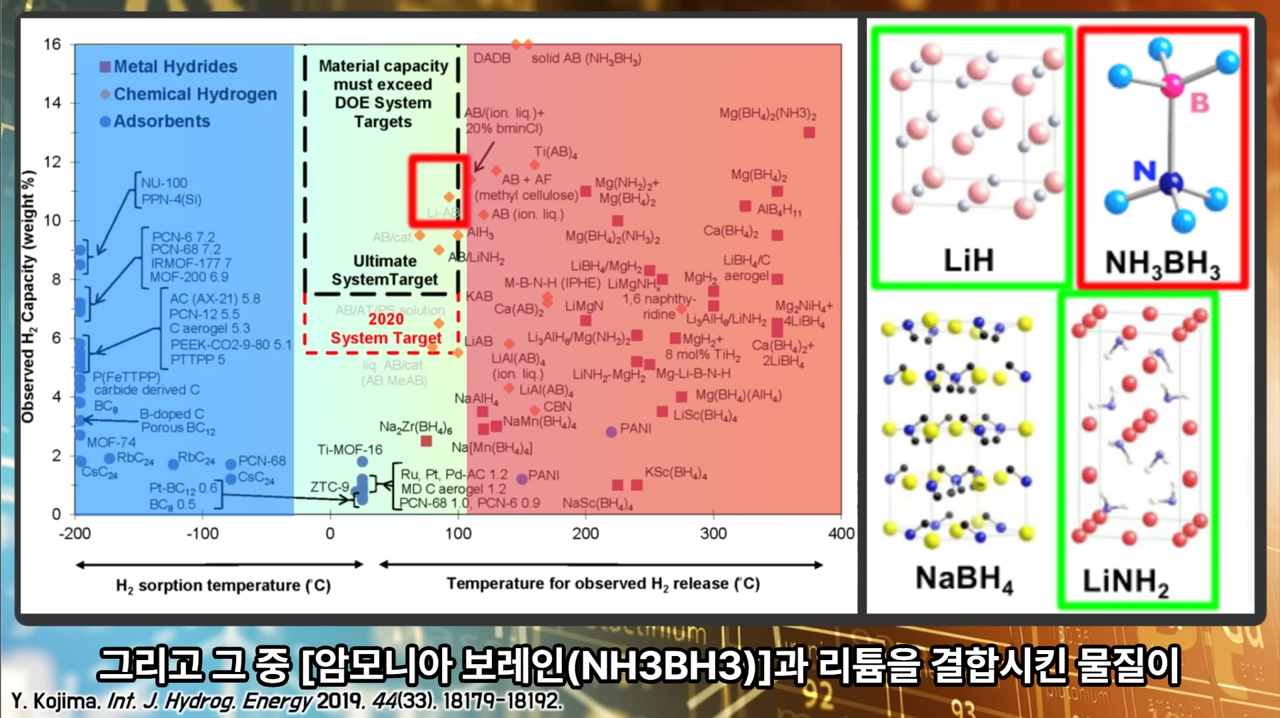 16
14
12
10
8
6
4
2
0
Observed H₂ Capacity (weight %)
Metal Hydrides
Chemical Hydrogen
Adsorbents
Material capacity
must exceed
DOE System
Targets
DADB
solid AB (NH₃BH₃)
AB/(ion. liq.)+
20% bminCl)
Ti(AB)₄
AB + AF
(methyl cellulose)
Li-AB
AB (ion. liq.)
AB/cat
AlH₃
AB/LiNH₂
Ultimate
SystemTarget
Mg(BH₄)₂(NH3)₂
Mg(NH₂)₂+
Mg(BH₄)₂
Mg(BH₄)₂
AlB₄H₁₁
Mg(BH₄)₂(NH₃)₂
Ca(BH₄)₂
NU-100
PPN-4(Si)
PCN-6 7.2
PCN-68 7.2
IRMOF-177 7
MOF-200 6.9
AC (AX-21) 5.8
PCN-12 5.5
C aerogel 5.3
PEEK-CO2-9-80 5.1
PTTPP 5
LiBH₄/MgH₂
LiBH₄/C
aerogel
M-B-N-H (IPHE)
LiMgNHₓ
MgH₂
KAB
Ca(AB)₂
LiMgN
1,6 naphthy-
ridine
Li₃AlH₆/LiNH₂
Mg₂NiH₄+
4LiBH₄
AB/AT/PS solution
2020
System Target
LiAB
Li₃AlH₆/Mg(NH₂)₂
MgH₂+
8 mol% TiH₂
Ca(BH₄)₂+
2LiBH₄
liq. AB/cat
(AB:MeAB)
LiAl(AB)₄
(ion. liq.)
LiNH₂-MgH₂
Mg-Li-B-N-H
LiAl(AB)₄
NaAlH₄
CBN
Mg(BH₄)(AlH₄)
LiSc(BH₄)₄
P(FeTTPP)
carbide derived C
BC₈
B-doped C
Porous BC₁₂
MOF-74
NaMn(BH₄)₄
PANI
Na₂Zr(BH₄)₆
Na[Mn(BH₄)₄]
Ti-MOF-16
RbC₂₄
RbC₂₄
PCN-68
CsC₂₄
CsC₂₄
Pt-BC₁₂ 0.6
BC₈ 0.5
ZTC-9
Ru, Pt, Pd-AC 1.2
MD C aerogel 1.2
PCN-68 1.0, PCN-6 0.9
PANI
KSc(BH₄)₄
NaSc(BH₄)₄
-200 -100 0 100 200 300 400
H₂ sorption temperature (˚C)
Temperature for observed H₂ release (˚C)
LiH
B
N
NH₃BH₃
NaBH₄
LiNH₂
그리고 그 중 [암모니아 보레인(NH3BH3)]과 리튬을 결합시킨 물질이
Y. Kojima. Int. J. Hydrog. Energy 2019, 44(33), 18179-18192.
92
93